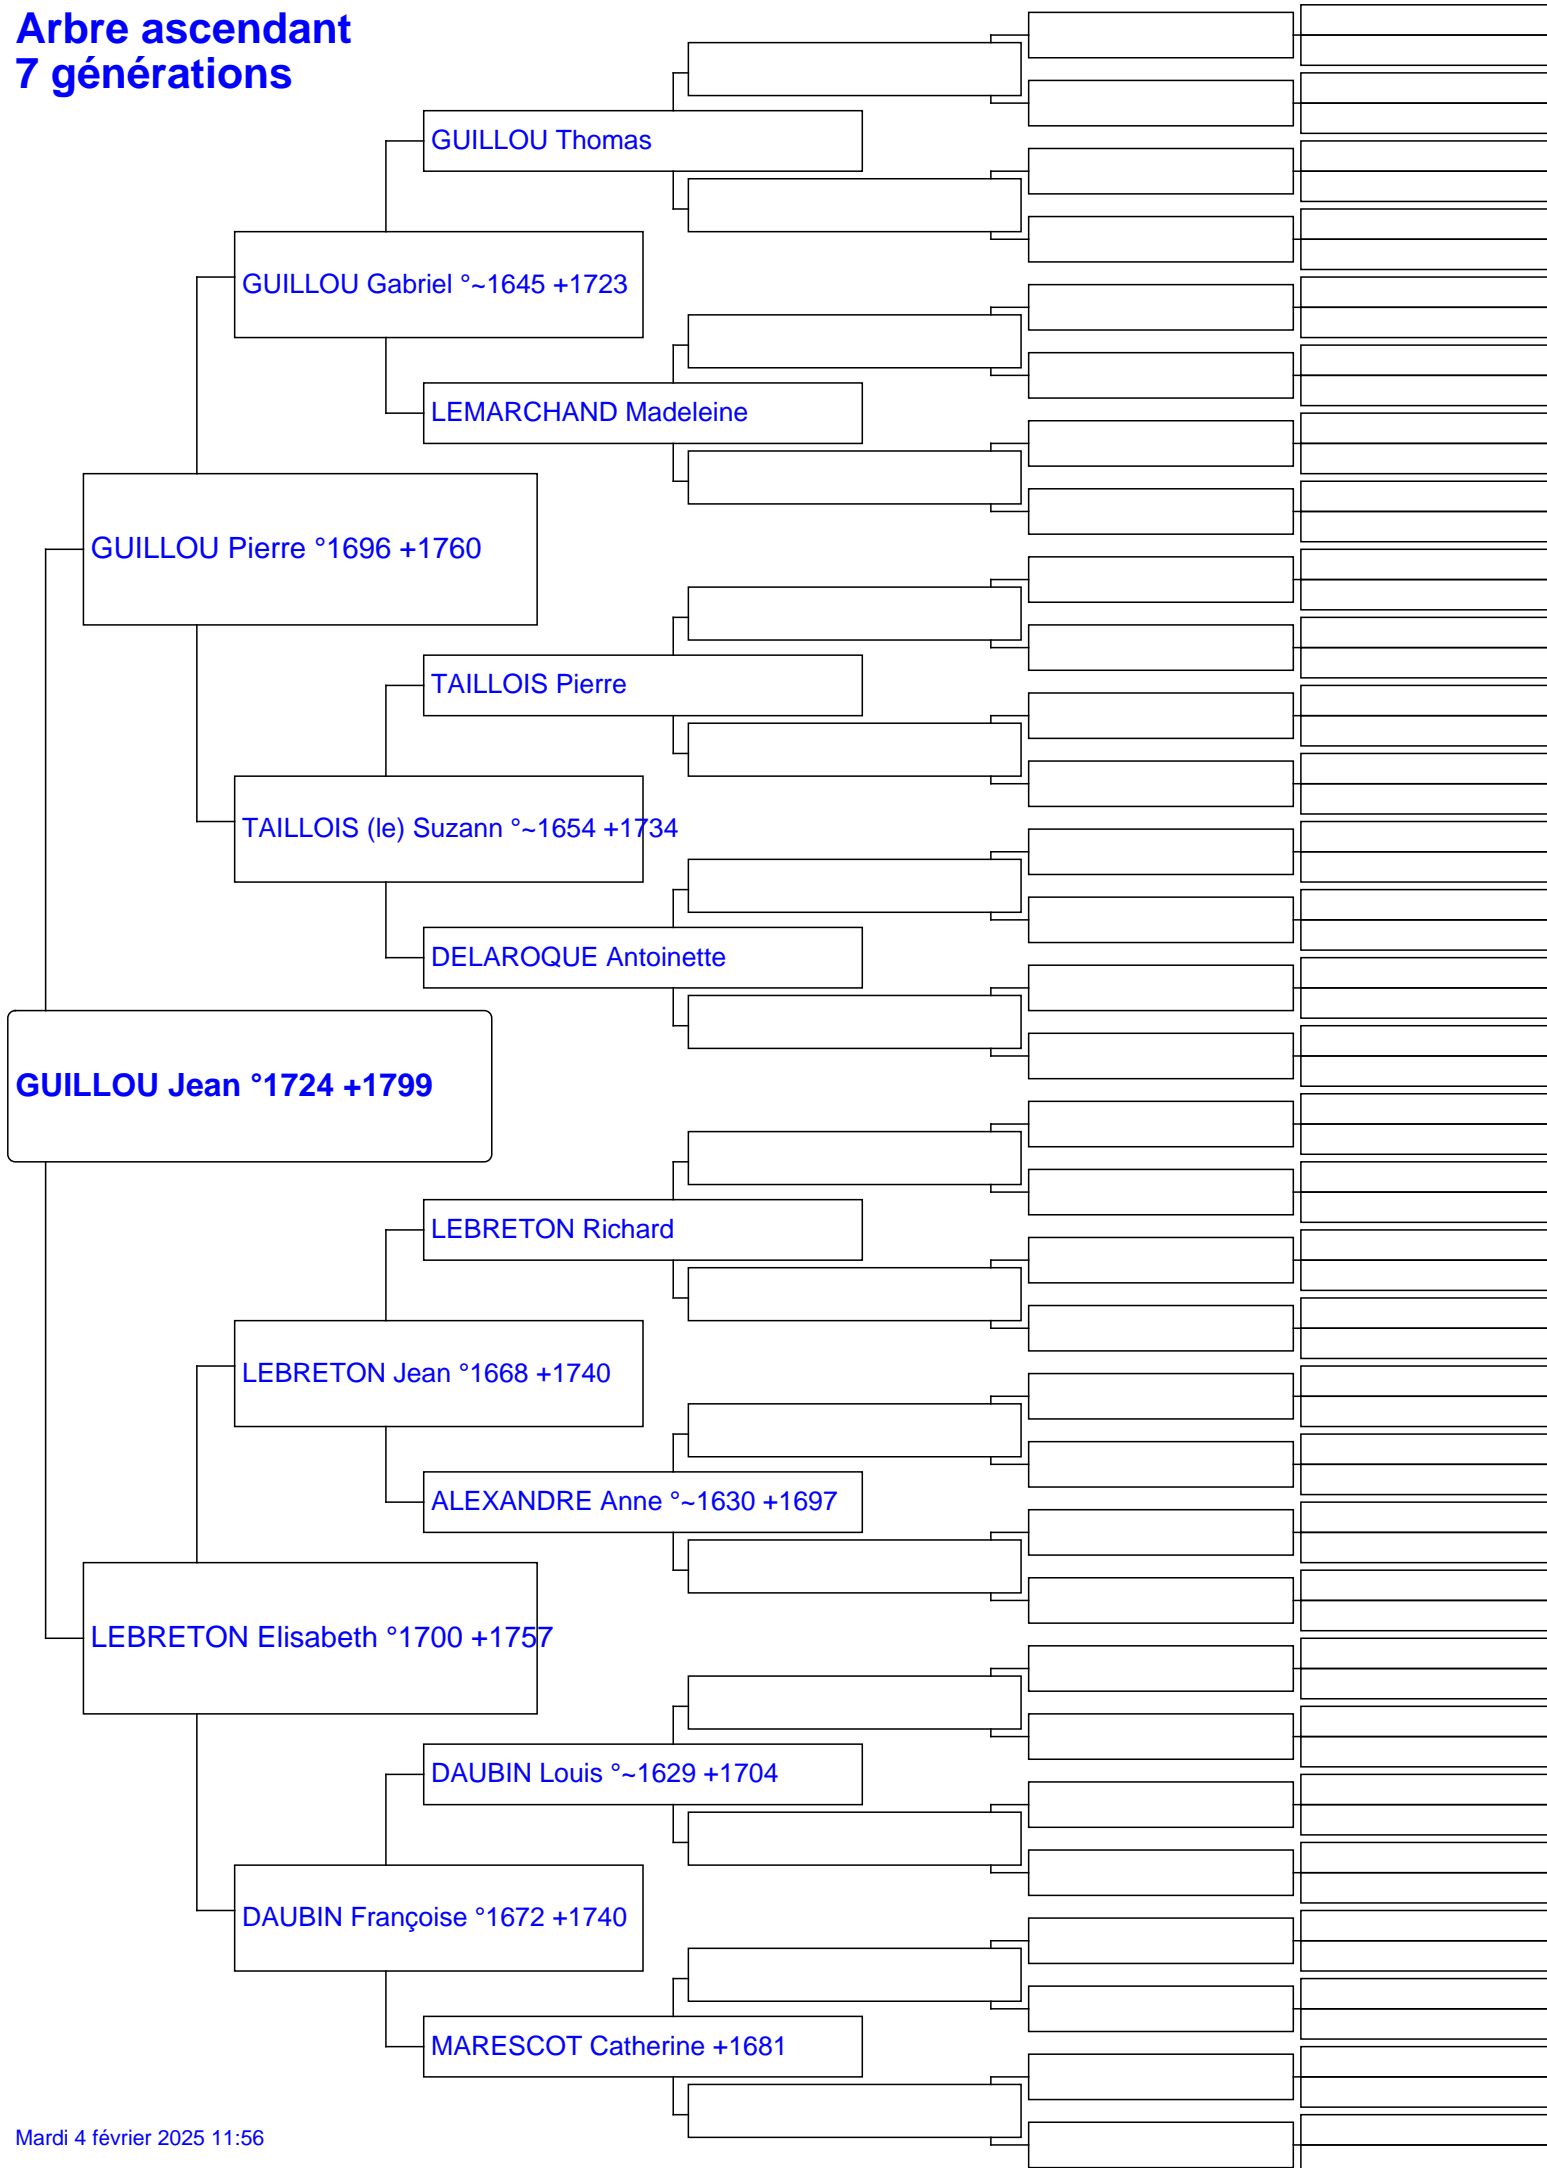 Arbre ascendant
7 générations
GUILLOU Thomas
GUILLOU Gabriel °~1645 +1723
LEMARCHAND Madeleine
GUILLOU Pierre °1696 +1760
TAILLOIS Pierre
TAILLOIS (le) Suzann °~1654 +1734
DELAROQUE Antoinette
GUILLOU Jean °1724 +1799
LEBRETON Richard
LEBRETON Jean °1668 +1740
ALEXANDRE Anne °~1630 +1697
LEBRETON Elisabeth °1700 +1757
DAUBIN Louis °~1629 +1704
DAUBIN Françoise °1672 +1740
MARESCOT Catherine +1681
Mardi 4 février 2025 11:56